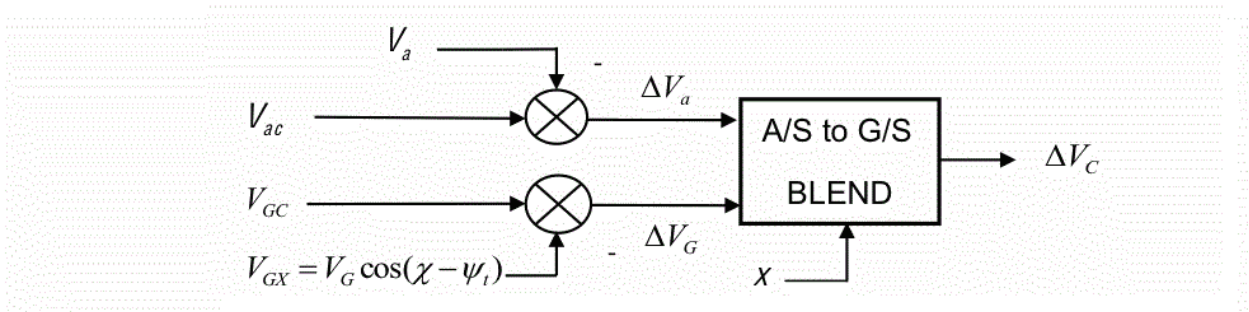 V_a
-
ΔV_a
V_ac
A/S to G/S
BLEND
ΔV_C
V_GC
ΔV_G
-
V_GX = V_G cos(χ − ψ_t)
x